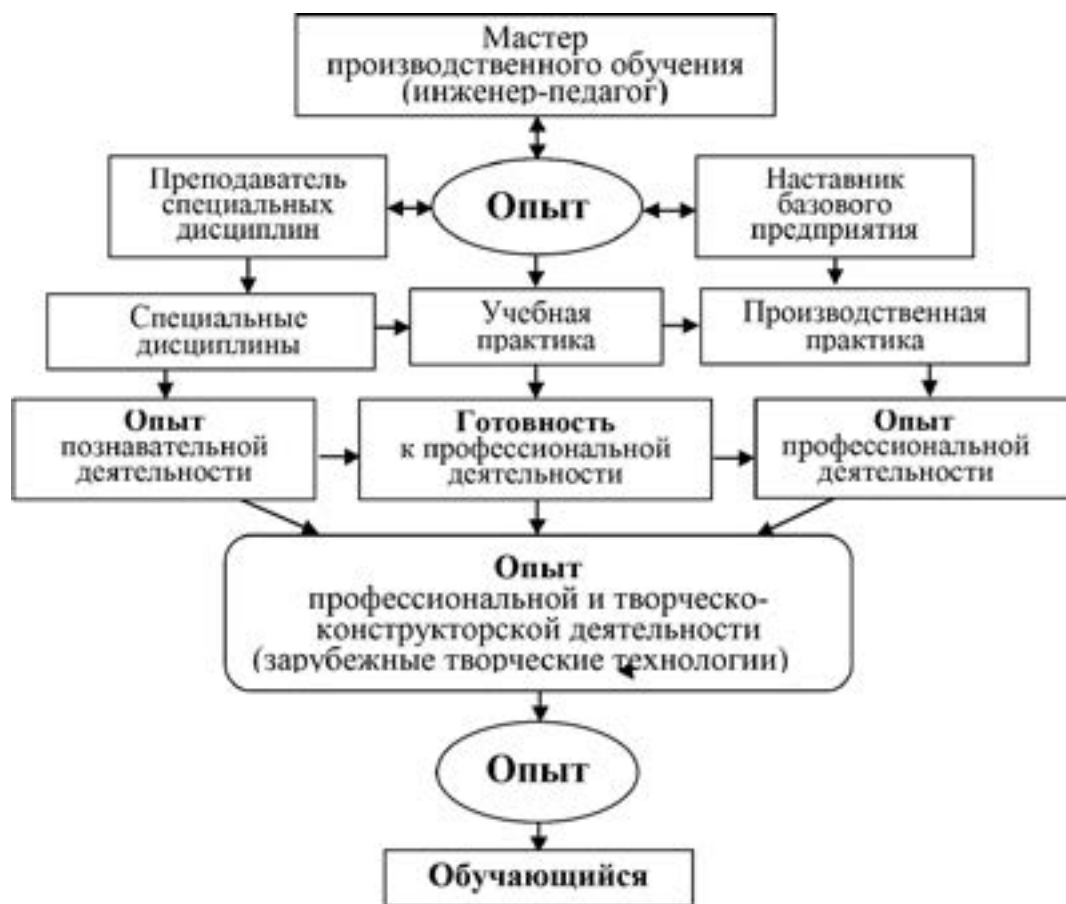 Мастер
производственного обучения
(инженер-педагог)
Преподаватель
специальных
дисциплин
Опыт
Наставник
базового
предприятия
Специальные
дисциплины
Учебная
практика
Производственная
практика
Опыт
познавательной
деятельности
Готовность
к профессиональной
деятельности
Опыт
профессиональной
деятельности
Опыт
профессиональной и творческо-
конструкторской деятельности
(зарубежные творческие технологии)
Опыт
Обучающийся